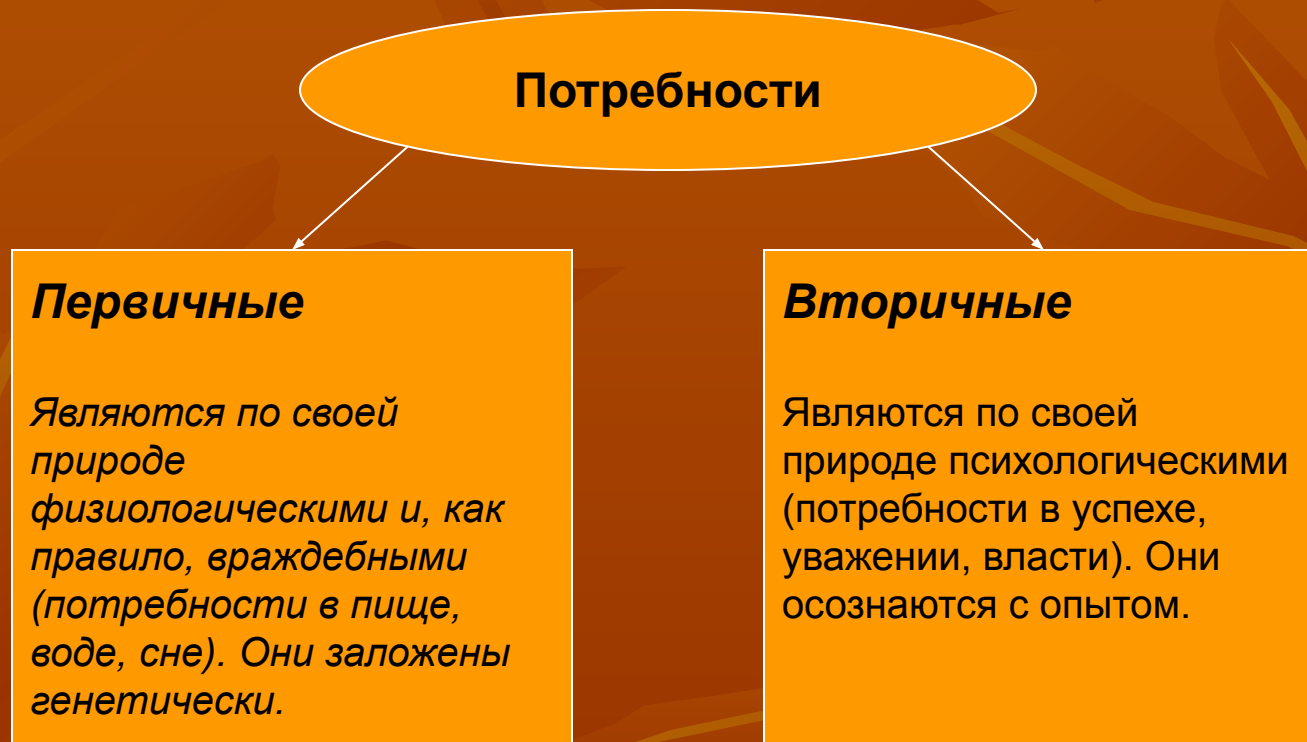 Потребности
Первичные
Являются по своей
природе
физиологическими и, как
правило, враждебными
(потребности в пище,
воде, сне). Они заложены
генетически.
Вторичные
Являются по своей
природе психологическими
(потребности в успехе,
уважении, власти). Они
осознаются с опытом.